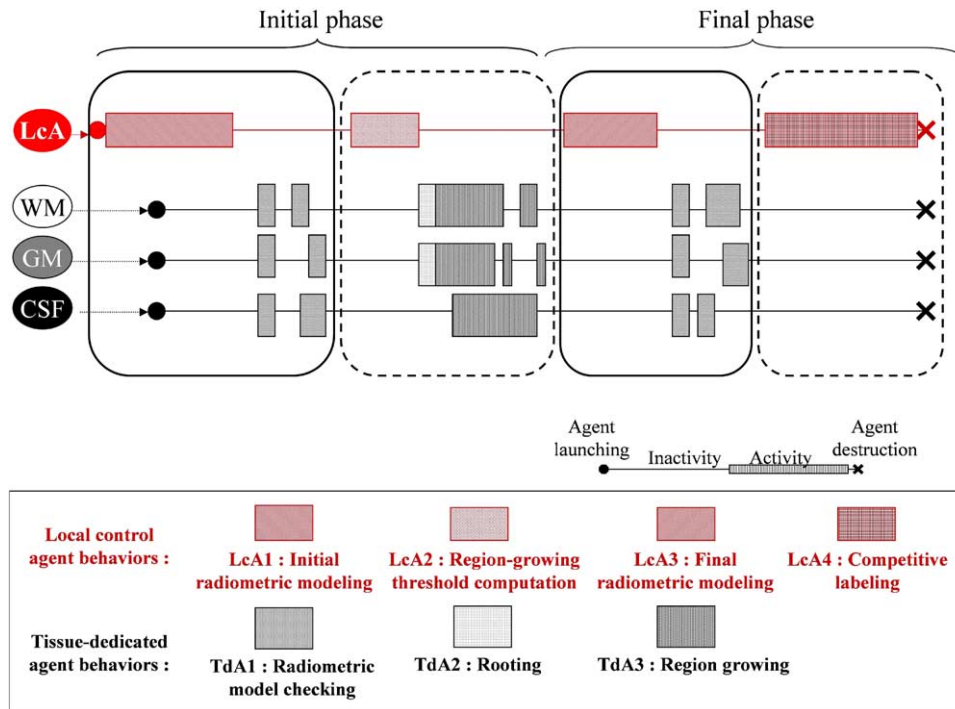 Initial phase
Final phase
LcA
WM
GM
CSF
Agent
launching
Inactivity
Activity
Agent
destruction
Local control
agent behaviors :
LcA1 : Initial
radiometric modeling
LcA2 : Region-growing
threshold computation
LcA3 : Final
radiometric modeling
LcA4 : Competitive
labeling
Tissue-dedicated
agent behaviors :
TdA1 : Radiometric
model checking
TdA2 : Rooting
TdA3 : Region growing